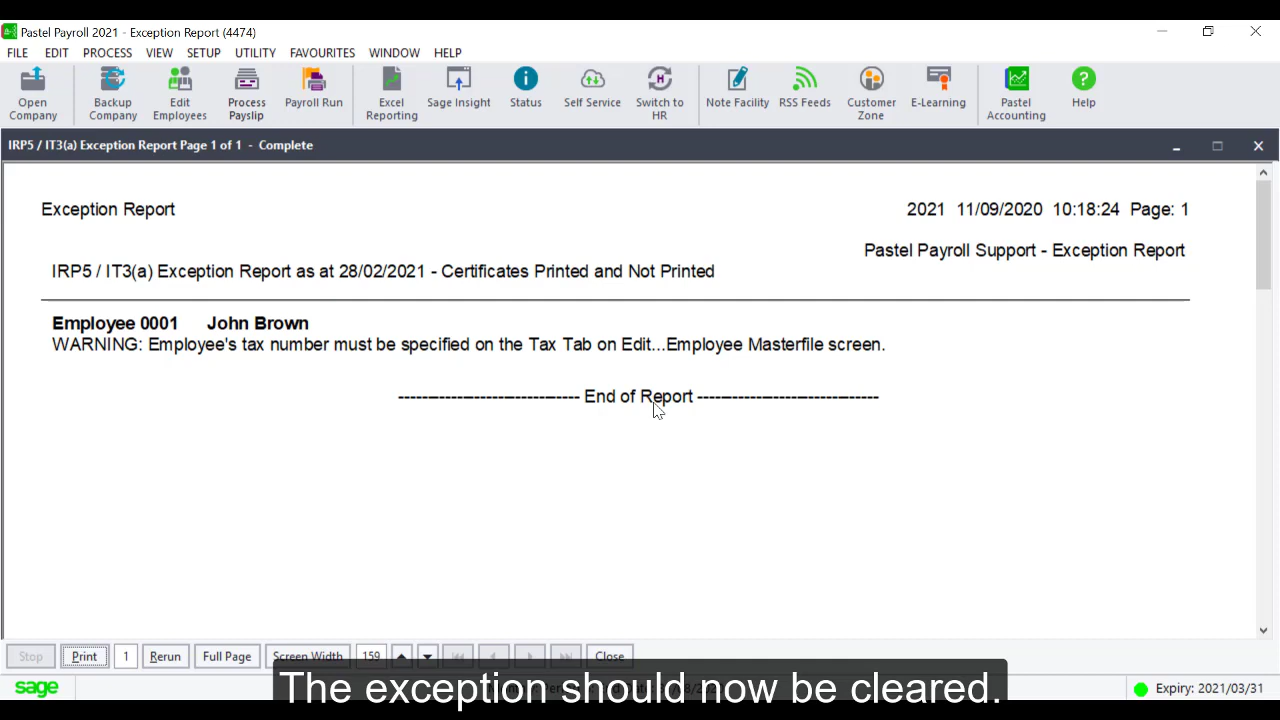 Pastel Payroll 2021 - Exception Report (4474)
FILE EDIT PROCESS VIEW SETUP UTILITY FAVOURITES WINDOW HELP
Open Company
Backup Company
Edit Employees
Process Payslip
Payroll Run
Excel Reporting
Sage Insight
Status
Self Service
Switch to HR
Note Facility
RSS Feeds
Customer Zone
E-Learning
Pastel Accounting
Help
IRP5 / IT3(a) Exception Report Page 1 of 1 - Complete
Exception Report 2021 11/09/2020 10:18:24 Page: 1
Pastel Payroll Support - Exception Report
IRP5 / IT3(a) Exception Report as at 28/02/2021 - Certificates Printed and Not Printed
Employee 0001 John Brown
WARNING: Employee's tax number must be specified on the Tax Tab on Edit...Employee Masterfile screen.
------------------------------ End of Report ------------------------------
Stop Print 1 Rerun Full Page Screen Width 159 Close
The exception should now be cleared.
sage Expiry: 2021/03/31